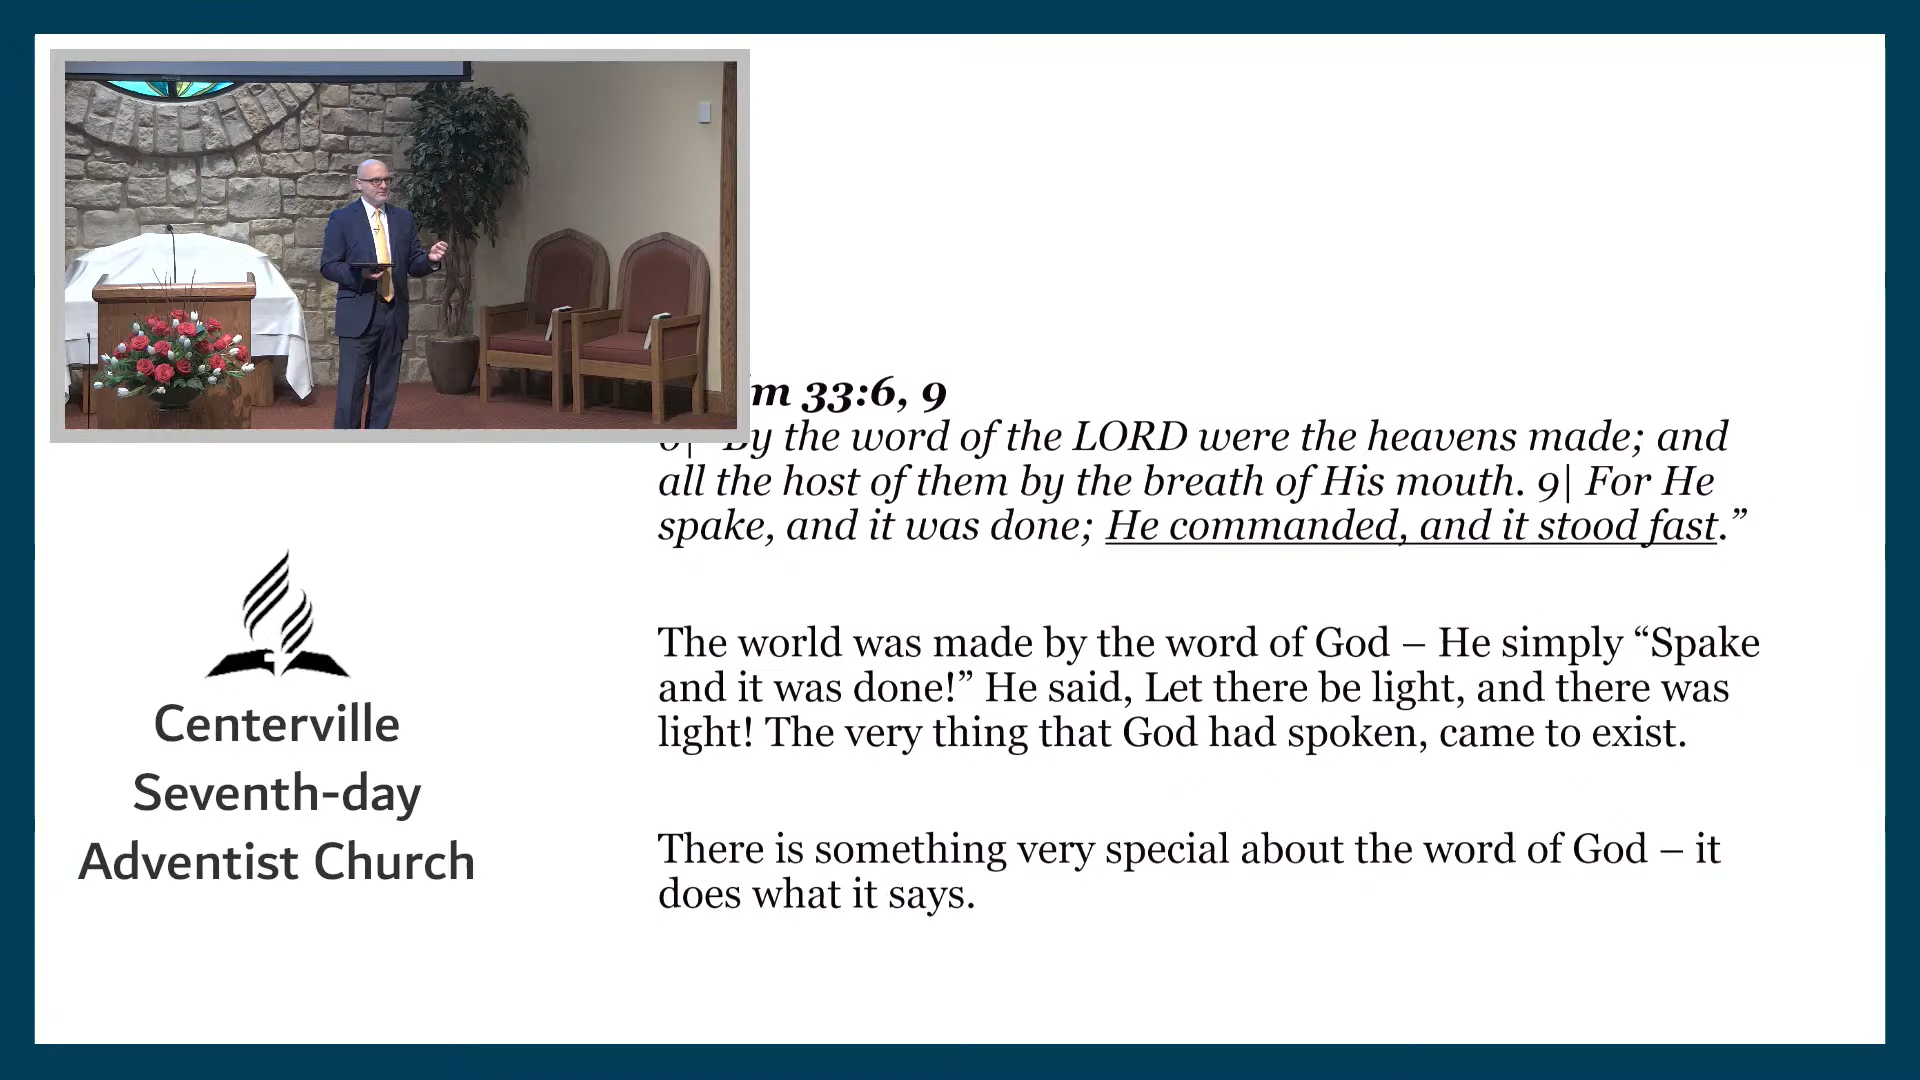 m 33:6, 9
By the word of the LORD were the heavens made; and
all the host of them by the breath of His mouth. 9| For He
spake, and it was done; He commanded, and it stood fast.”
The world was made by the word of God – He simply “Spake
and it was done!” He said, Let there be light, and there was
light! The very thing that God had spoken, came to exist.
There is something very special about the word of God – it
does what it says.
Centerville
Seventh-day
Adventist Church